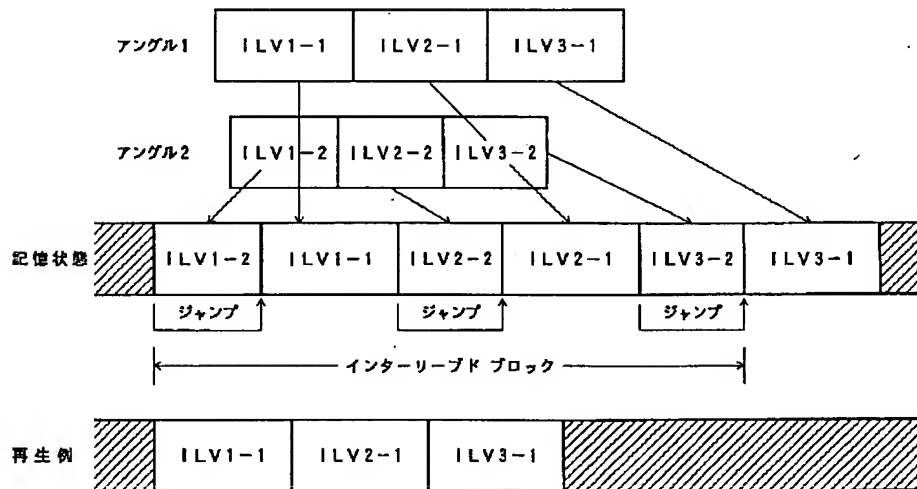 アングル1 ILV1-1 ILV2-1 ILV3-1
アングル2 ILV1-2 ILV2-2 ILV3-2
記憶状態 ILV1-2 ILV1-1 ILV2-2 ILV2-1 ILV3-2 ILV3-1
ジャンプ ジャンプ ジャンプ
インターリーブド ブロック
再生例 ILV1-1 ILV2-1 ILV3-1